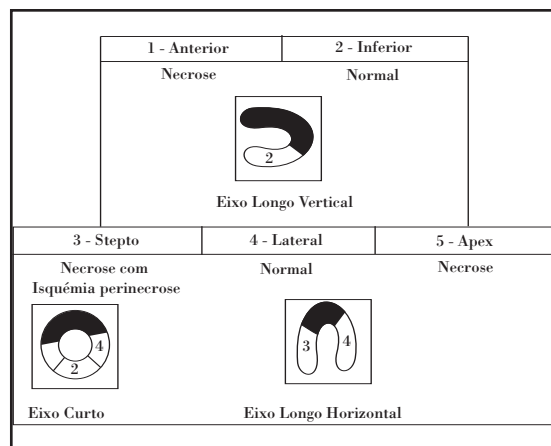 1 - Anterior 2 - Inferior
Necrose Normal
2
Eixo Longo Vertical
3 - Stepto 4 - Lateral 5 - Apex
Necrose com Normal Necrose
Isquémia perinecrose
4 3 4
2
Eixo Curto Eixo Longo Horizontal